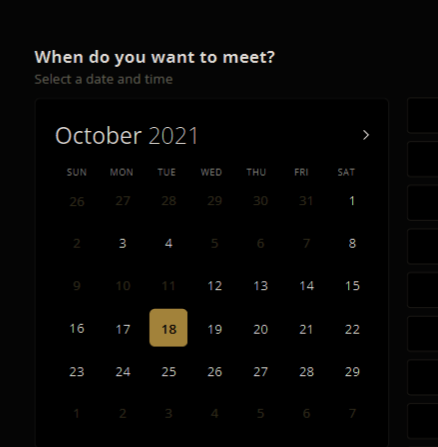 When do you want to meet?
Select a date and time
October 2021
SUN MON TUE WED THU FRI SAT
26 27 28 29 30 31 1
2 3 4 5 6 7 8
9 10 11 12 13 14 15
16 17 18 19 20 21 22
23 24 25 26 27 28 29
1 2 3 4 5 6 7